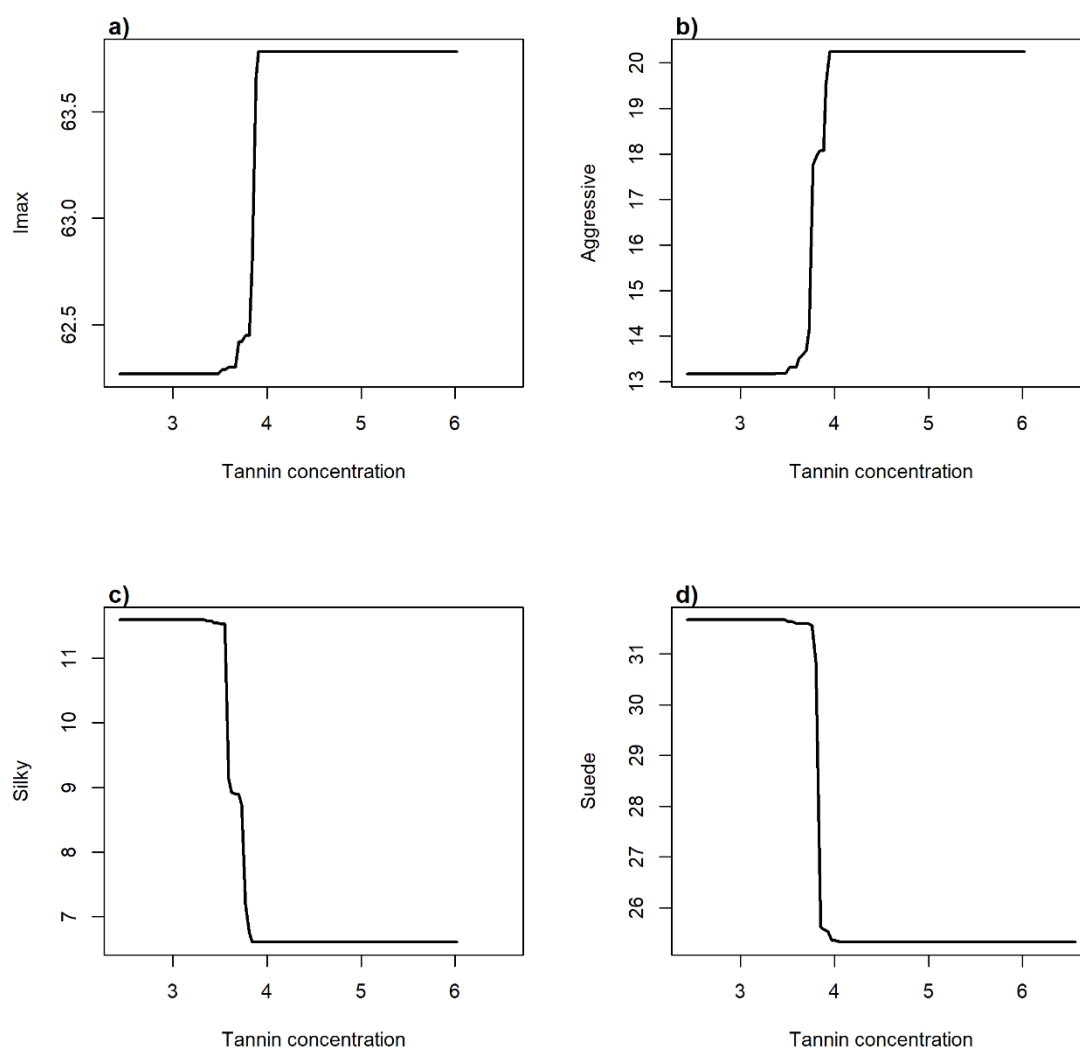 a)
63.5
63.0
62.5
Imax
3 4 5 6
Tannin concentration
b)
20
19
18
17
16
15
14
13
Aggressive
3 4 5 6
Tannin concentration
c)
11
10
9
8
7
Silky
3 4 5 6
Tannin concentration
d)
31
30
29
28
27
26
Suede
3 4 5 6
Tannin concentration